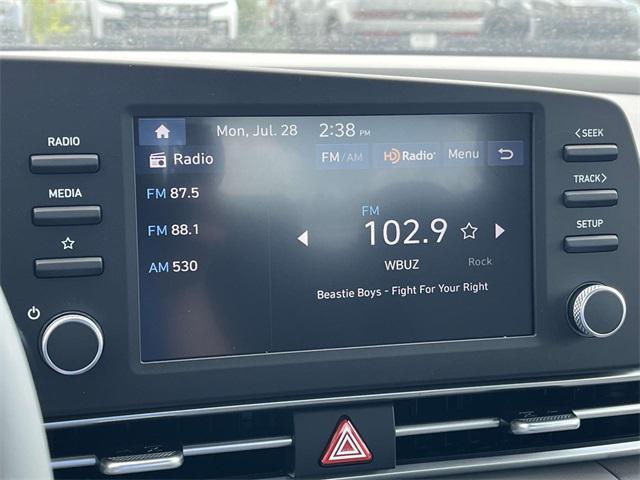 RADIO
MEDIA
Mon, Jul. 28 2:38 PM
Radio FM/AM HD Radio Menu
FM 87.5
FM 88.1
AM 530
FM
102.9
WBUZ Rock
Beastie Boys - Fight For Your Right
<SEEK
TRACK>
SETUP